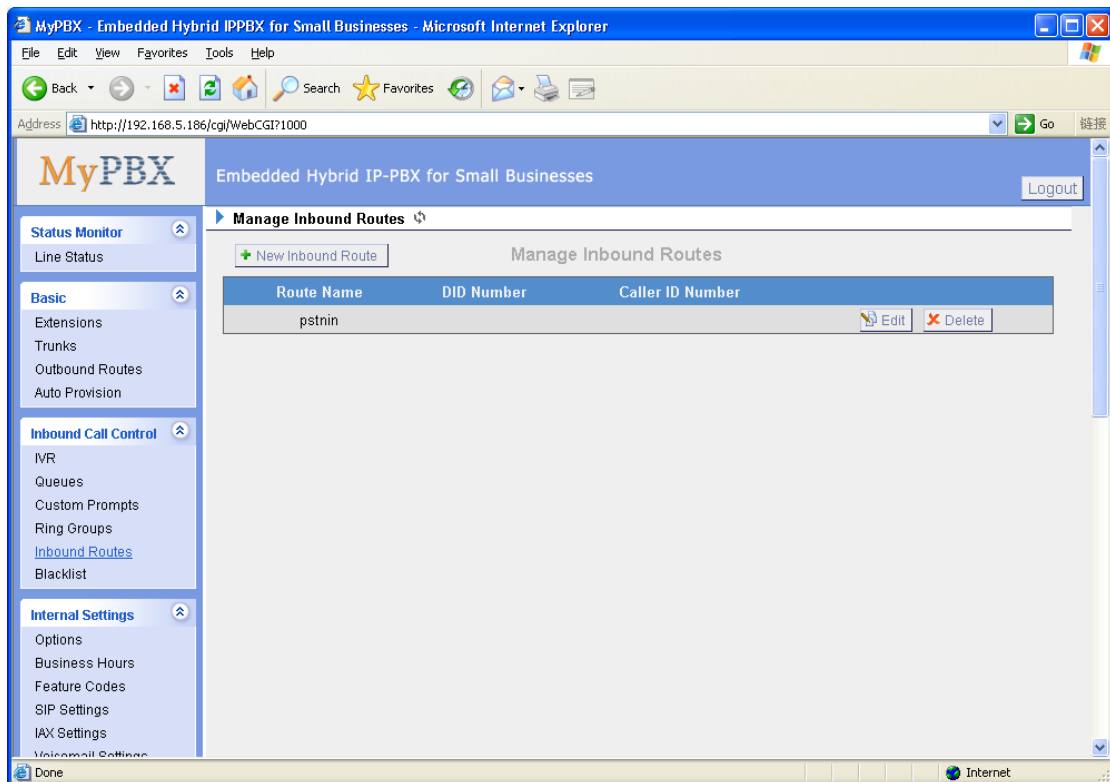 MyPBX - Embedded Hybrid IPPBX for Small Businesses - Microsoft Internet Explorer
File Edit View Favorites Tools Help
Back Search Favorites
Address http://192.168.5.186/cgi/WebCGI?1000 Go 链接
MyPBX
Embedded Hybrid IP-PBX for Small Businesses
Logout
Status Monitor
Line Status
Basic
Extensions
Trunks
Outbound Routes
Auto Provision
Inbound Call Control
IVR
Queues
Custom Prompts
Ring Groups
Inbound Routes
Blacklist
Internal Settings
Options
Business Hours
Feature Codes
SIP Settings
IAX Settings
Voicemail Settings
Manage Inbound Routes
New Inbound Route Manage Inbound Routes
Route Name DID Number Caller ID Number
pstnin Edit Delete
Done Internet